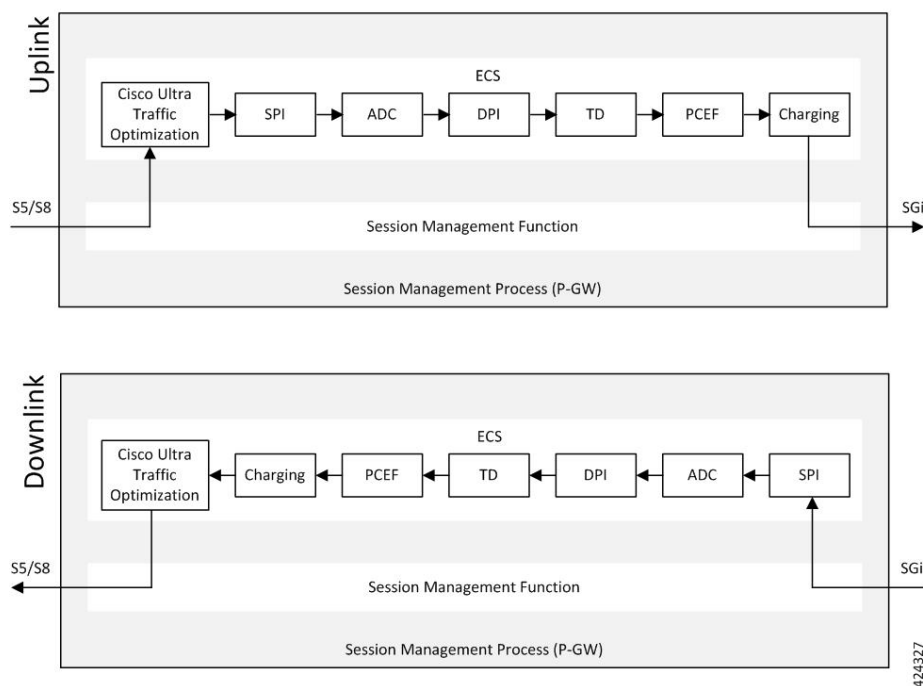 Uplink
ECS
Cisco Ultra
Traffic
Optimization
SPI
ADC
DPI
TD
PCEF
Charging
S5/S8
SGi
Session Management Function
Session Management Process (P-GW)
Downlink
ECS
Cisco Ultra
Traffic
Optimization
Charging
PCEF
TD
DPI
ADC
SPI
S5/S8
SGi
Session Management Function
Session Management Process (P-GW)
424327